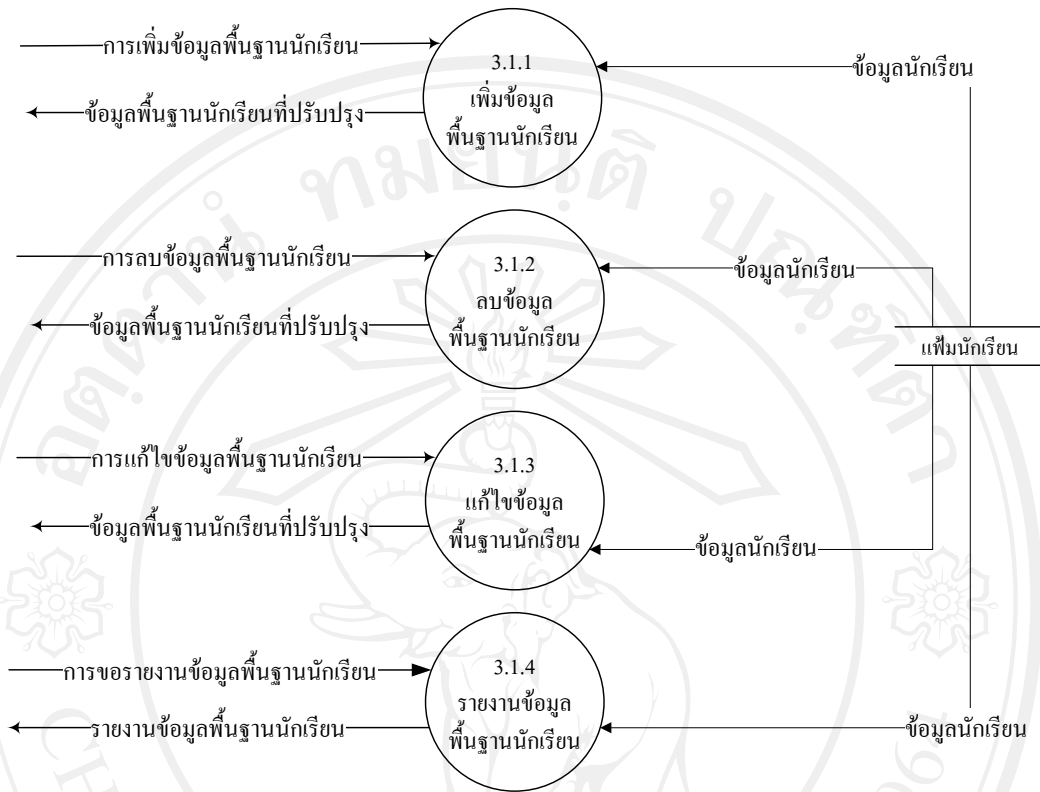 การเพิ่มข้อมูลพื้นฐานนักเรียน
3.1.1
เพิ่มข้อมูล
พื้นฐานนักเรียน
ข้อมูลนักเรียน
ข้อมูลพื้นฐานนักเรียนที่ปรับปรุง
การลบข้อมูลพื้นฐานนักเรียน
3.1.2
ลบข้อมูล
พื้นฐานนักเรียน
ข้อมูลนักเรียน
ข้อมูลพื้นฐานนักเรียนที่ปรับปรุง
แฟ้มนักเรียน
การแก้ไขข้อมูลพื้นฐานนักเรียน
3.1.3
แก้ไขข้อมูล
พื้นฐานนักเรียน
ข้อมูลพื้นฐานนักเรียนที่ปรับปรุง
ข้อมูลนักเรียน
การขอรายงานข้อมูลพื้นฐานนักเรียน
3.1.4
รายงานข้อมูล
พื้นฐานนักเรียน
รายงานข้อมูลพื้นฐานนักเรียน
ข้อมูลนักเรียน